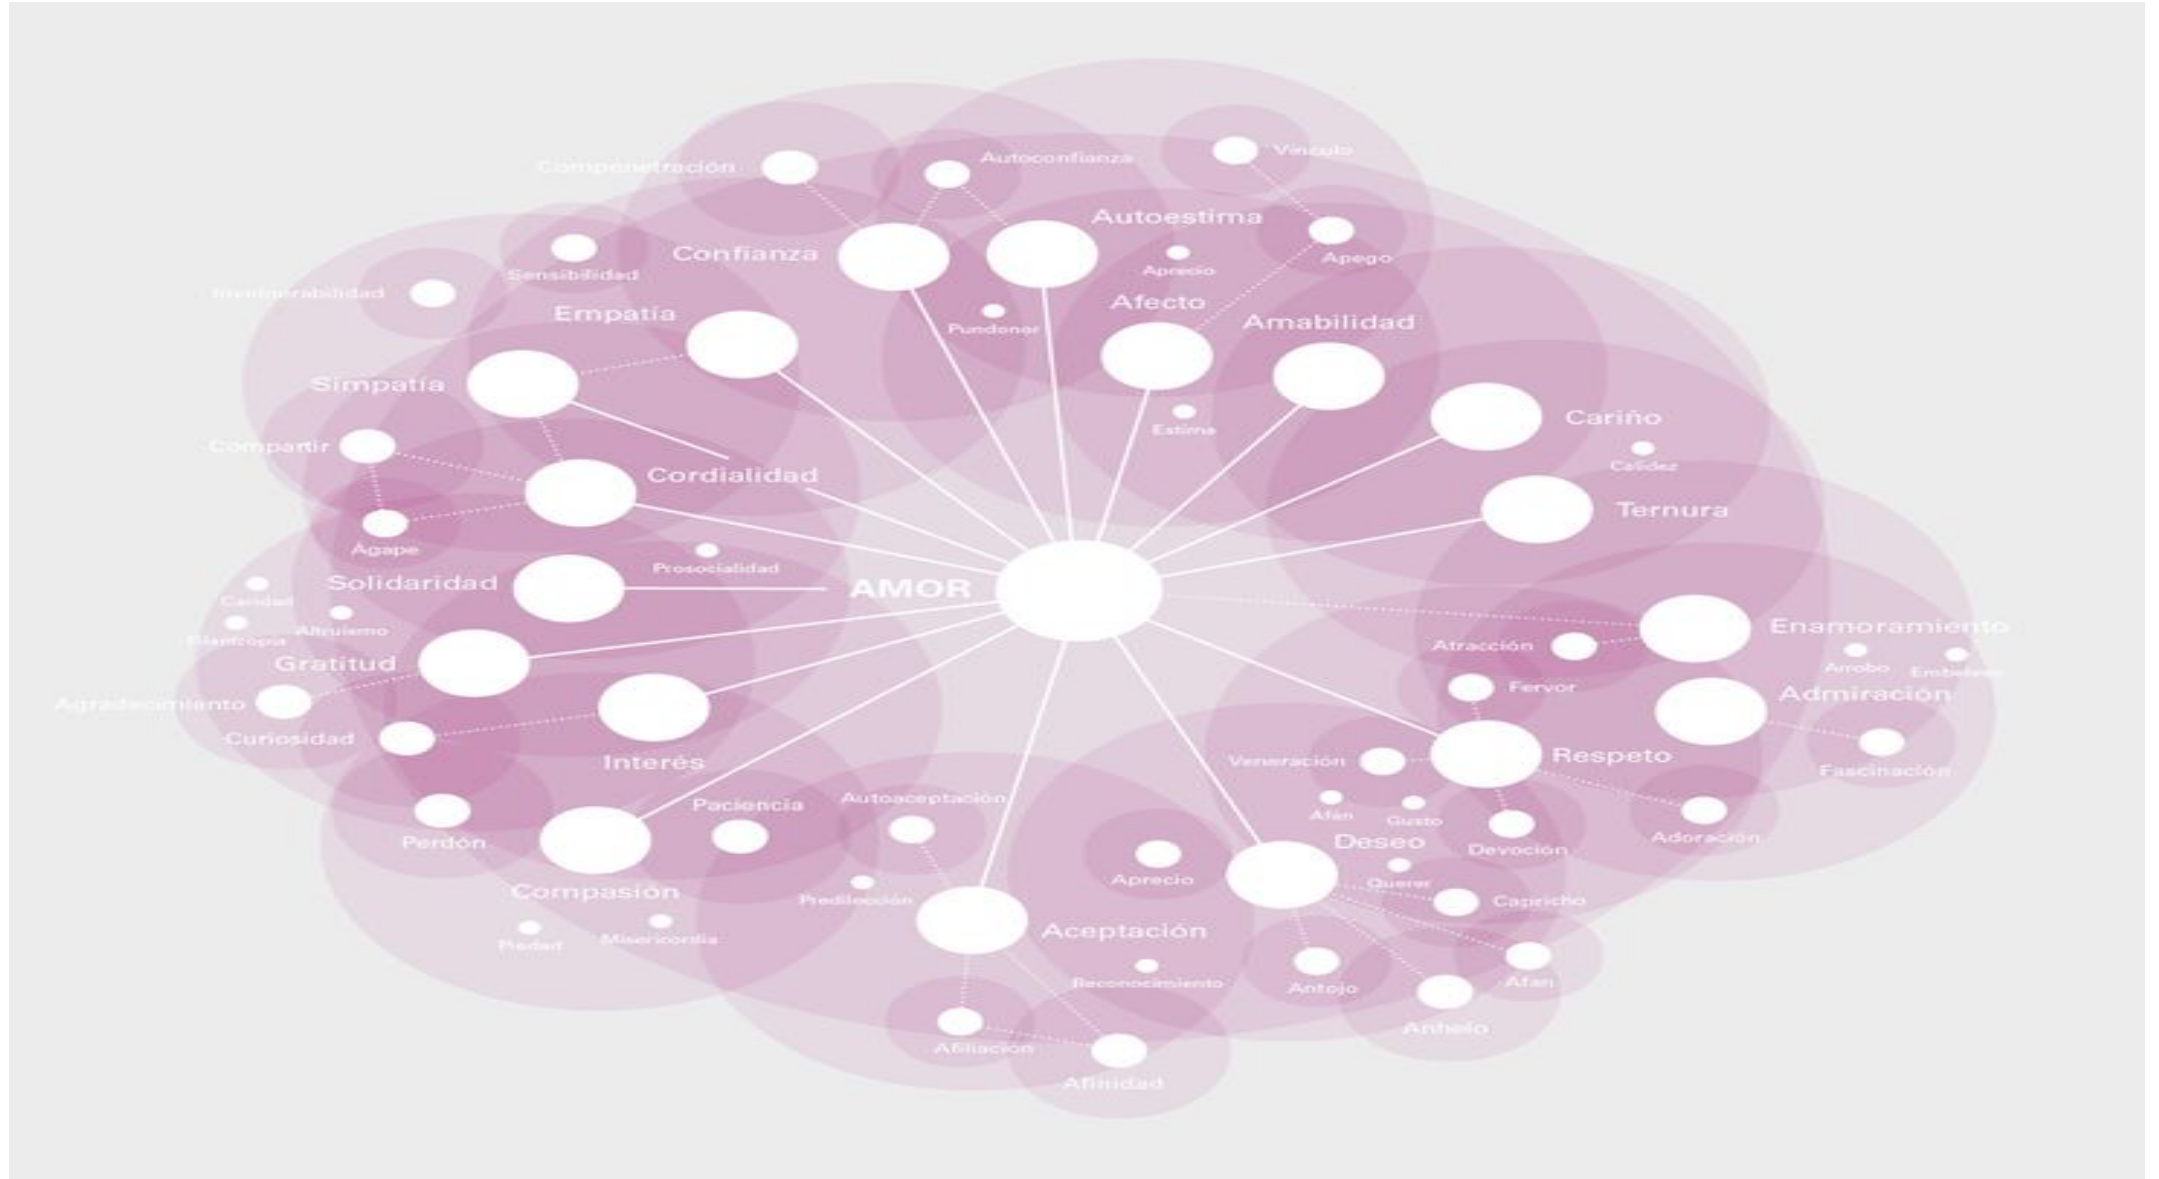 Compenetración
Autoconfianza
Vínculo
Autoestima
Confianza
Apego
Aprecio
Sensibilidad
Afecto
Empatía
Amabilidad
Pundonor
Simpatía
Cariño
Estima
Compartir
Calidez
Cordialidad
Ternura
Ágape
Prosocialidad
Solidaridad
AMOR
Caridad
Altruismo
Filantropía
Enamoramiento
Atracción
Gratitud
Arrobo
Embeleso
Fervor
Admiración
Agradecimiento
Curiosidad
Respeto
Interés
Veneración
Fascinación
Autoaceptación
Paciencia
Afán
Gusto
Adoración
Perdón
Deseo
Devoción
Aprecio
Querer
Compasión
Predilección
Capricho
Aceptación
Piedad
Misericordia
Reconocimiento
Antojo
Afán
Anhelo
Afiliación
Afinidad